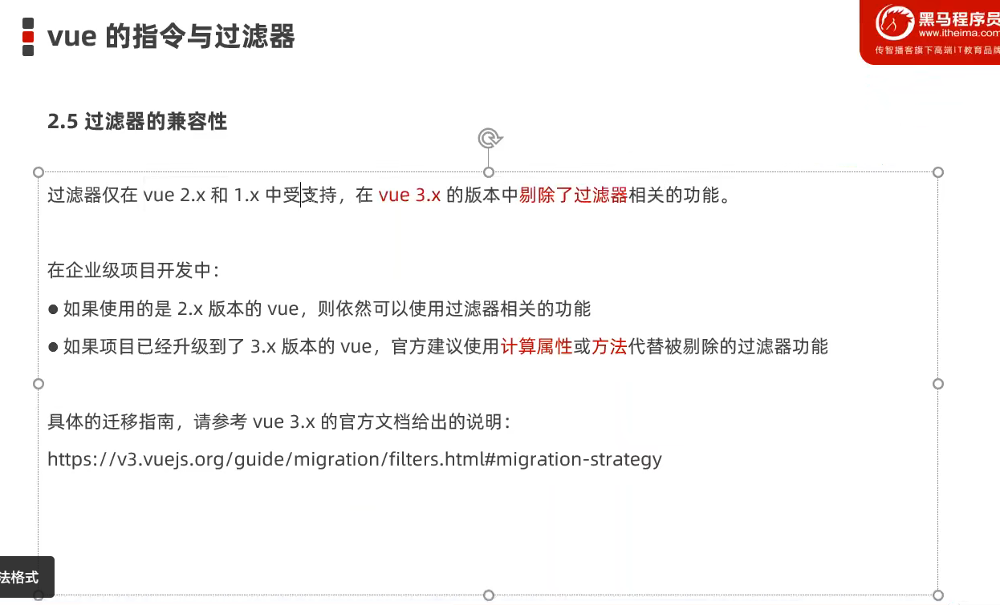 vue 的指令与过滤器
黑马程序员
www.itheima.com
传智播客旗下高端IT教育品牌
2.5 过滤器的兼容性
过滤器仅在 vue 2.x 和 1.x 中受支持，在 vue 3.x 的版本中剔除了过滤器相关的功能。
在企业级项目开发中：
● 如果使用的是 2.x 版本的 vue，则依然可以使用过滤器相关的功能
● 如果项目已经升级到了 3.x 版本的 vue，官方建议使用计算属性或方法代替被剔除的过滤器功能
具体的迁移指南，请参考 vue 3.x 的官方文档给出的说明：
https://v3.vuejs.org/guide/migration/filters.html#migration-strategy
法格式